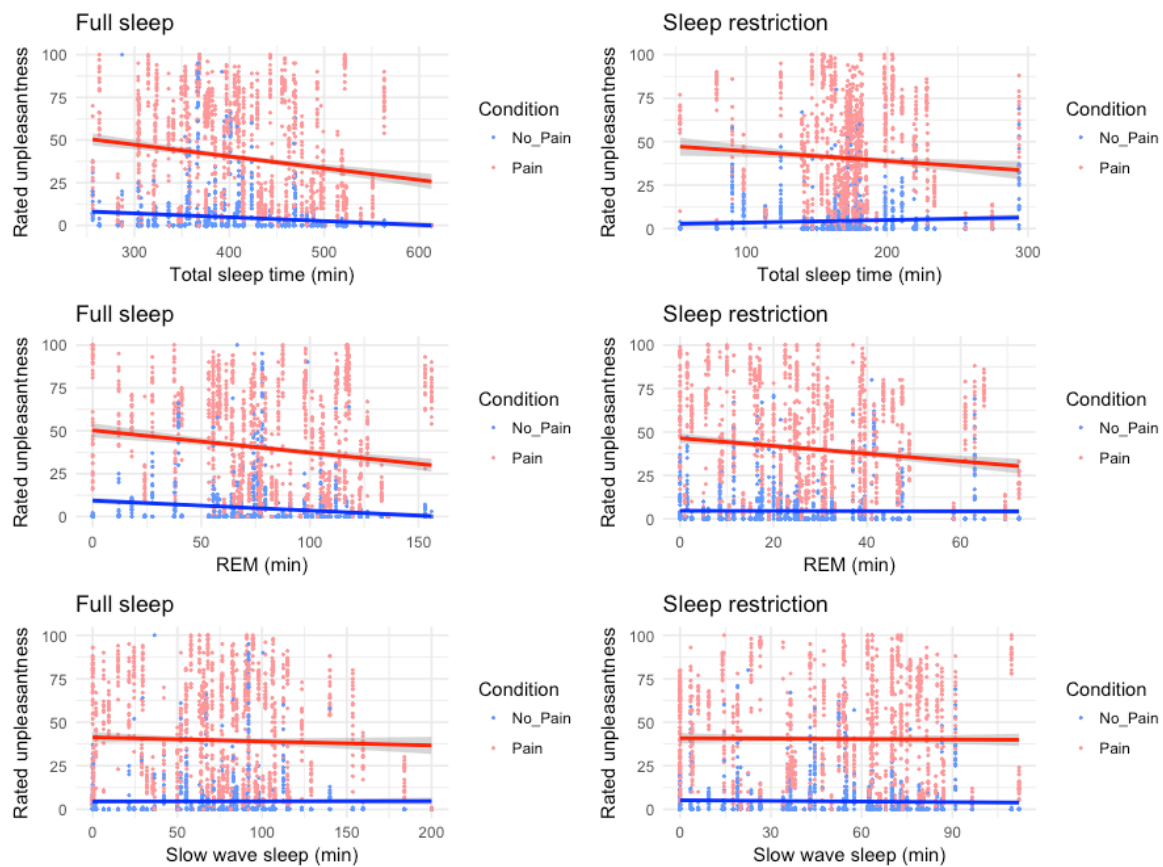 Full sleep
Rated unpleasantness
100
75
50
25
0
300 400 500 600
Total sleep time (min)
Condition
No_Pain
Pain
Sleep restriction
Rated unpleasantness
100
75
50
25
0
100 200 300
Total sleep time (min)
Condition
No_Pain
Pain
Full sleep
Rated unpleasantness
100
75
50
25
0
0 50 100 150
REM (min)
Condition
No_Pain
Pain
Sleep restriction
Rated unpleasantness
100
75
50
25
0
0 20 40 60
REM (min)
Condition
No_Pain
Pain
Full sleep
Rated unpleasantness
100
75
50
25
0
0 50 100 150 200
Slow wave sleep (min)
Condition
No_Pain
Pain
Sleep restriction
Rated unpleasantness
100
75
50
25
0
0 30 60 90
Slow wave sleep (min)
Condition
No_Pain
Pain